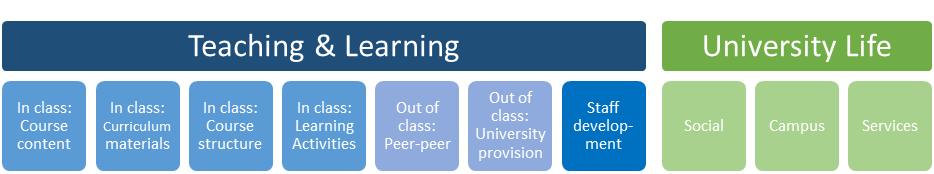 Teaching & Learning
University Life
In class:
Course
content
In class:
Curriculum
materials
In class:
Course
structure
In class:
Learning
Activities
Out of
class:
Peer-peer
Out of
class:
University
provision
Staff
develop-
ment
Social
Campus
Services